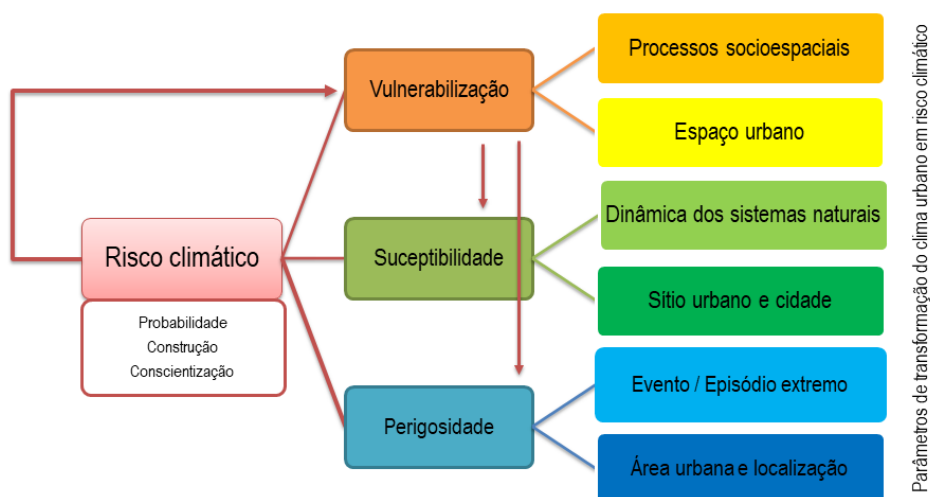 Risco climático
Probabilidade
Construção
Conscientização
Vulnerabilização
Suceptibilidade
Perigosidade
Processos socioespaciais
Espaço urbano
Dinâmica dos sistemas naturais
Sítio urbano e cidade
Evento / Episódio extremo
Área urbana e localização
Parâmetros de transformação do clima urbano em risco climático